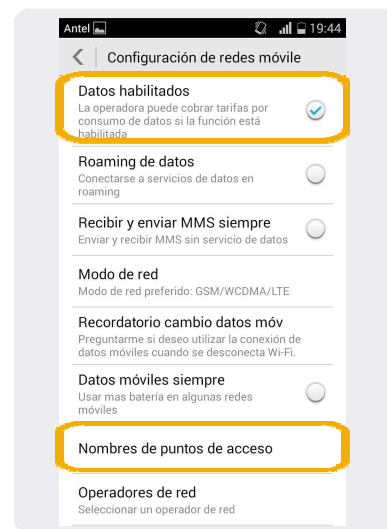 Antel 19:44
Configuración de redes móvile
Datos habilitados
La operadora puede cobrar tarifas por
consumo de datos si la función está
habilitada
Roaming de datos
Conectarse a servicios de datos en
roaming
Recibir y enviar MMS siempre
Enviar y recibir MMS sin servicio de datos
Modo de red
Modo de red preferido: GSM/WCDMA/LTE
Recordatorio cambio datos móv
Preguntarme si deseo utilizar la conexión de
datos móviles cuando se desconecta Wi-Fi.
Datos móviles siempre
Usar mas batería en algunas redes
móviles
Nombres de puntos de acceso
Operadores de red
Seleccionar un operador de red